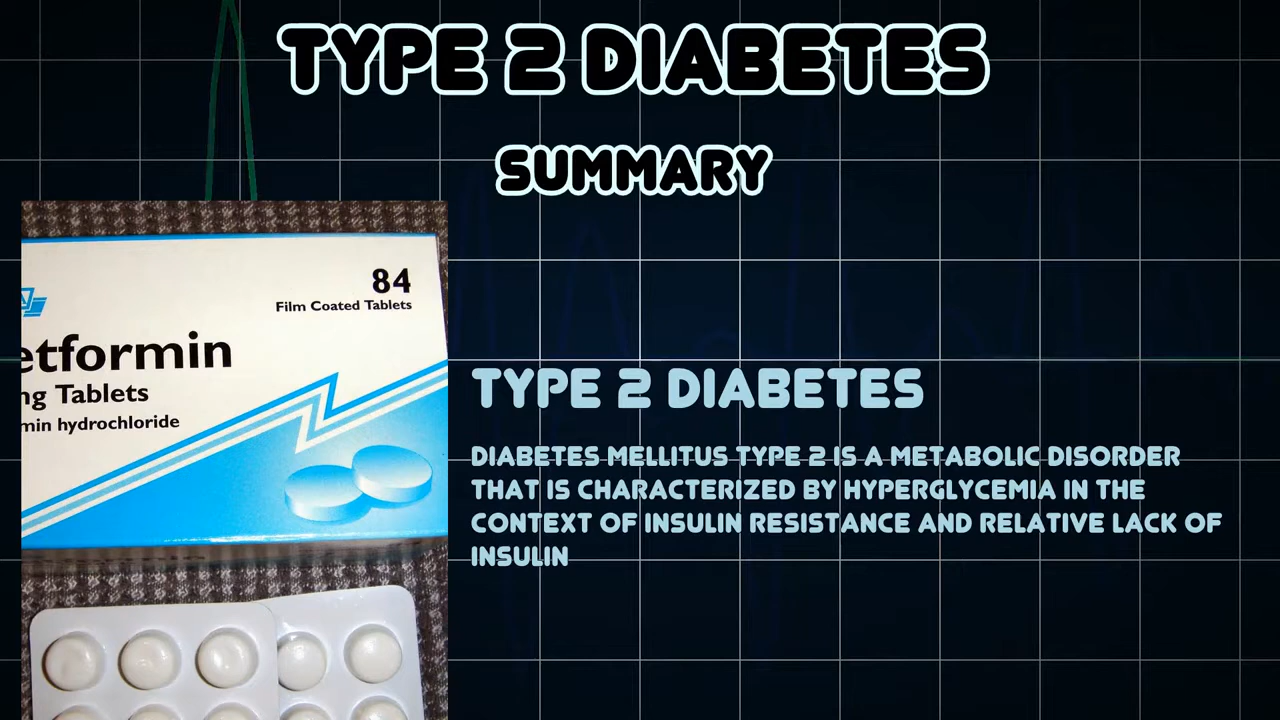 TYPE 2 DIABETES
SUMMARY
84
Film Coated Tablets
etformin
ng Tablets
min hydrochloride
TYPE 2 DIABETES
DIABETES MELLITUS TYPE 2 IS A METABOLIC DISORDER
THAT IS CHARACTERIZED BY HYPERGLYCEMIA IN THE
CONTEXT OF INSULIN RESISTANCE AND RELATIVE LACK OF
INSULIN